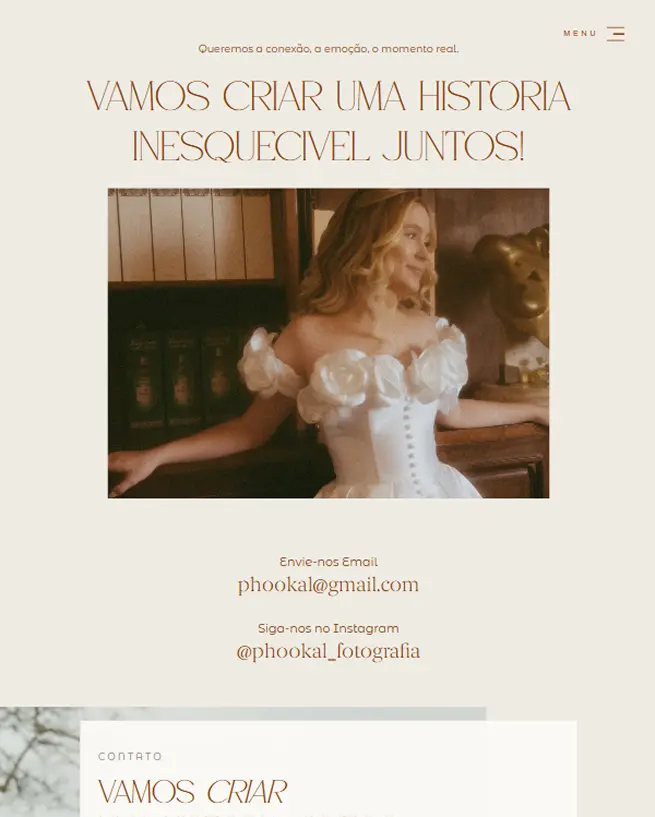 MENU
Queremos a conexão, a emoção, o momento real.
VAMOS CRIAR UMA HISTORIA
INESQUECIVEL JUNTOS!
Envie-nos Email
phookal@gmail.com
Siga-nos no Instagram
@phookal_fotografia
CONTATO
VAMOS CRIAR